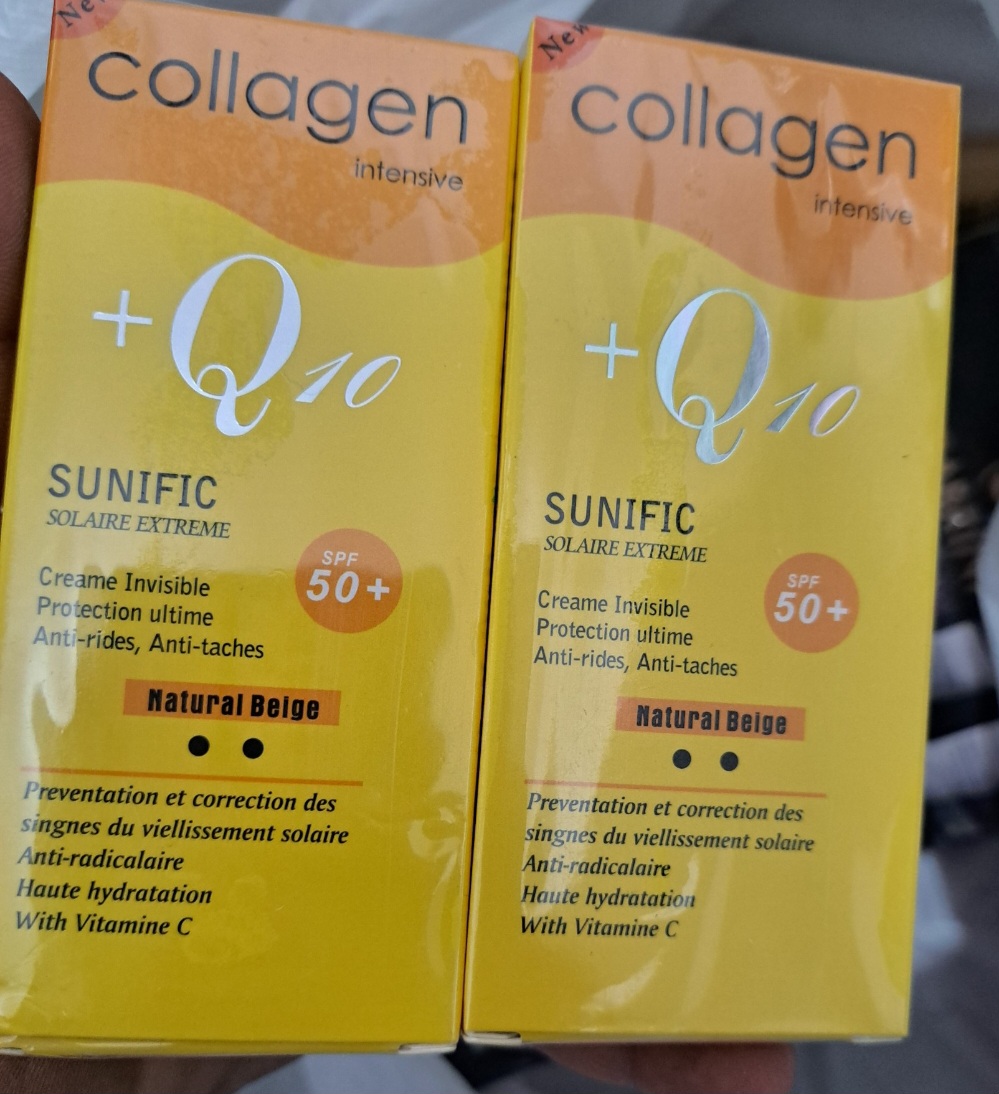 New
collagen
intensive
+Q10
SUNIFIC
SOLAIRE EXTREME
SPF
50+
Creame Invisible
Protection ultime
Anti-rides, Anti-taches
Natural Beige
Preventation et correction des
singnes du viellissement solaire
Anti-radicalaire
Haute hydratation
With Vitamine C
New
collagen
intensive
+Q10
SUNIFIC
SOLAIRE EXTREME
SPF
50+
Creame Invisible
Protection ultime
Anti-rides, Anti-taches
Natural Beige
Preventation et correction des
singnes du viellissement solaire
Anti-radicalaire
Haute hydratation
With Vitamine C